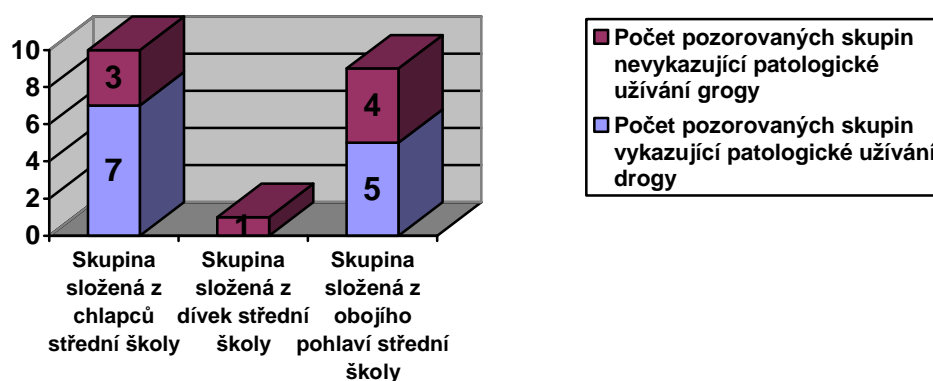 10
8
6
4
2
0
3
7
1
4
5
Skupina
složená z
chlapců
střední školy
Skupina
složená z
dívek střední
školy
Skupina
složená z
obojího
pohlaví střední
školy
Počet pozorovaných skupin
nevykazující patologické
užívání grogy
Počet pozorovaných skupin
vykazující patologické užívání
drogy